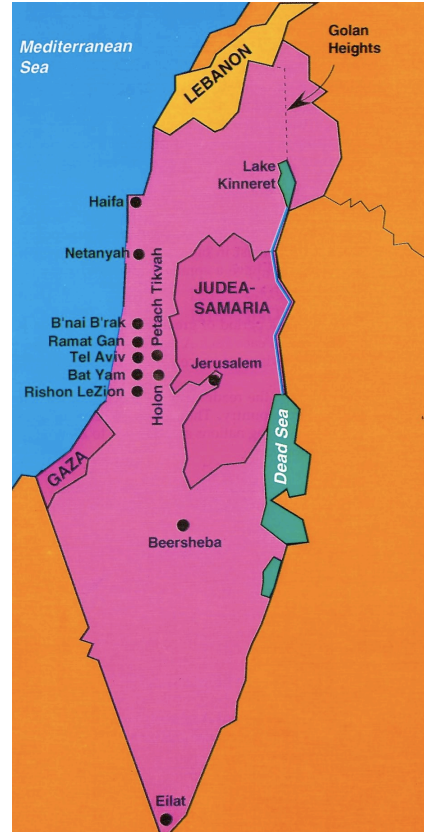 Mediterranean
Sea
LEBANON
Golan
Heights
Lake
Kinneret
Haifa
Netanyah
Petach Tikvah
JUDEA-
SAMARIA
B'nai B'rak
Ramat Gan
Tel Aviv
Bat Yam
Rishon LeZion
Holon
Jerusalem
Dead Sea
GAZA
Beersheba
Eilat